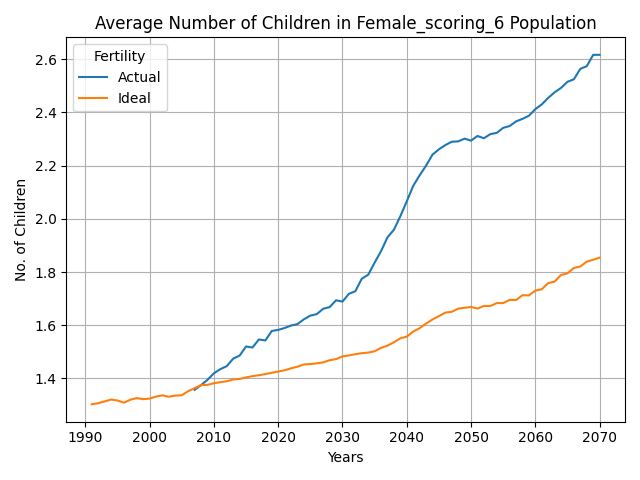 Average Number of Children in Female_scoring_6 Population
Fertility
Actual
Ideal
2.6
2.4
2.2
2.0
1.8
1.6
1.4
No. of Children
1990 2000 2010 2020 2030 2040 2050 2060 2070
Years